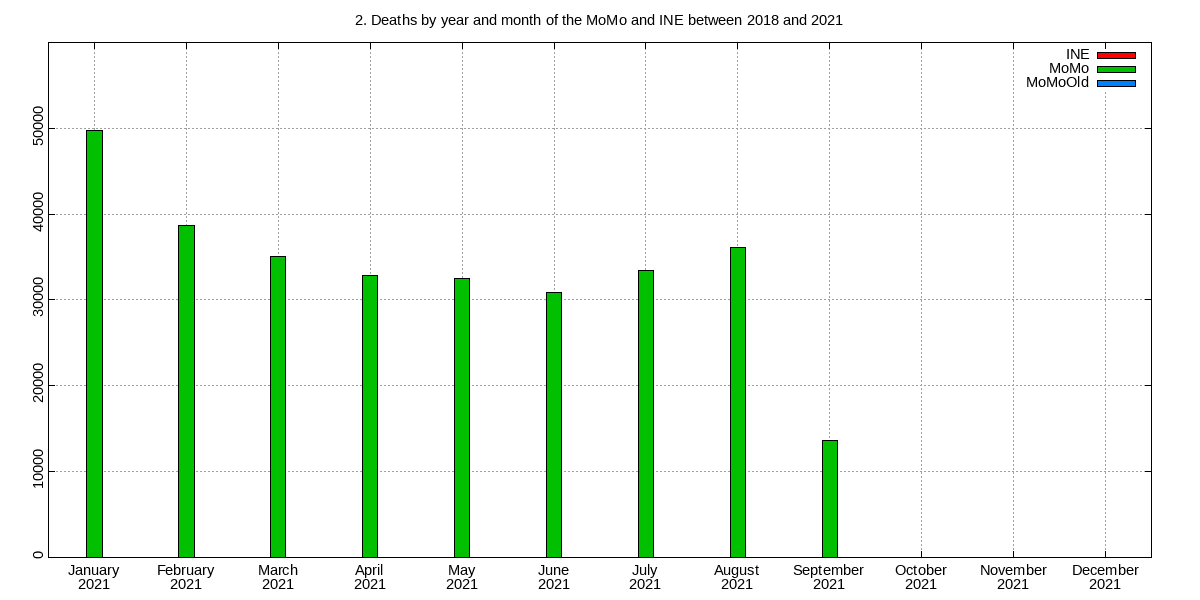 2. Deaths by year and month of the MoMo and INE between 2018 and 2021
INE
MoMo
MoMoOld
50000
40000
30000
20000
10000
0
January February March April May June July August September October November December
2021 2021 2021 2021 2021 2021 2021 2021 2021 2021 2021 2021